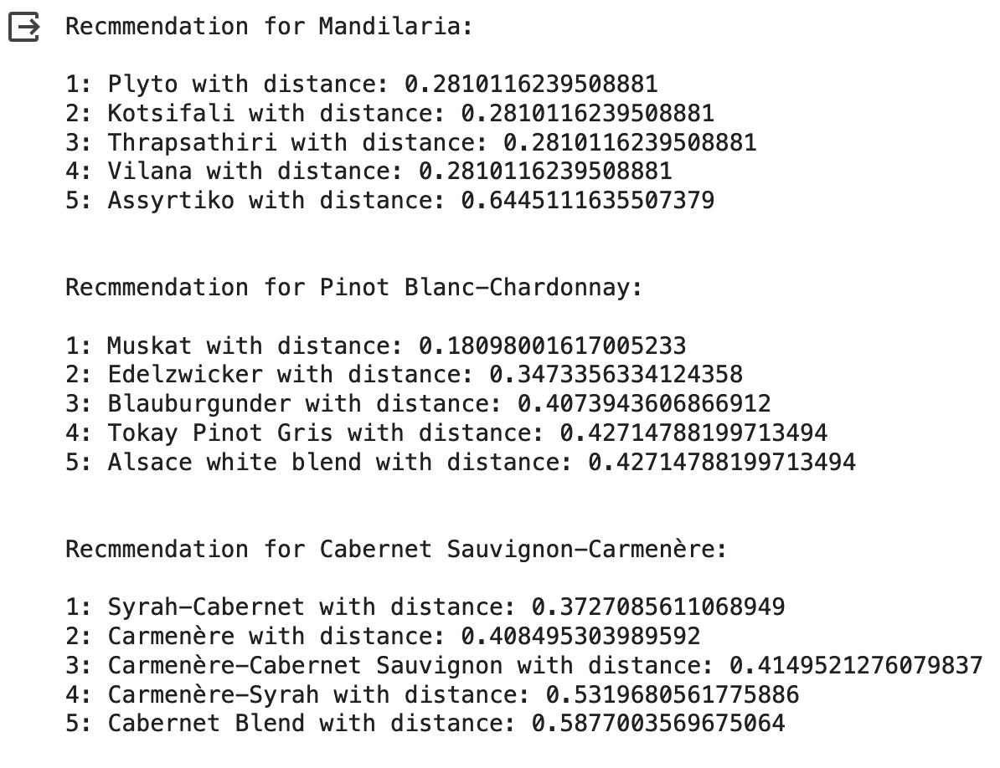 Recmmendation for Mandilaria:
1: Plyto with distance: 0.2810116239508881
2: Kotsifali with distance: 0.2810116239508881
3: Thrapsathiri with distance: 0.2810116239508881
4: Vilana with distance: 0.2810116239508881
5: Assyrtiko with distance: 0.6445111635507379
Recmmendation for Pinot Blanc-Chardonnay:
1: Muskat with distance: 0.18098001617005233
2: Edelzwicker with distance: 0.3473356334124358
3: Blauburgunder with distance: 0.4073943606866912
4: Tokay Pinot Gris with distance: 0.42714788199713494
5: Alsace white blend with distance: 0.42714788199713494
Recmmendation for Cabernet Sauvignon-Carmenère:
1: Syrah-Cabernet with distance: 0.3727085611068949
2: Carmenère with distance: 0.408495303989592
3: Carmenère-Cabernet Sauvignon with distance: 0.4149521276079837
4: Carmenère-Syrah with distance: 0.5319680561775886
5: Cabernet Blend with distance: 0.5877003569675064